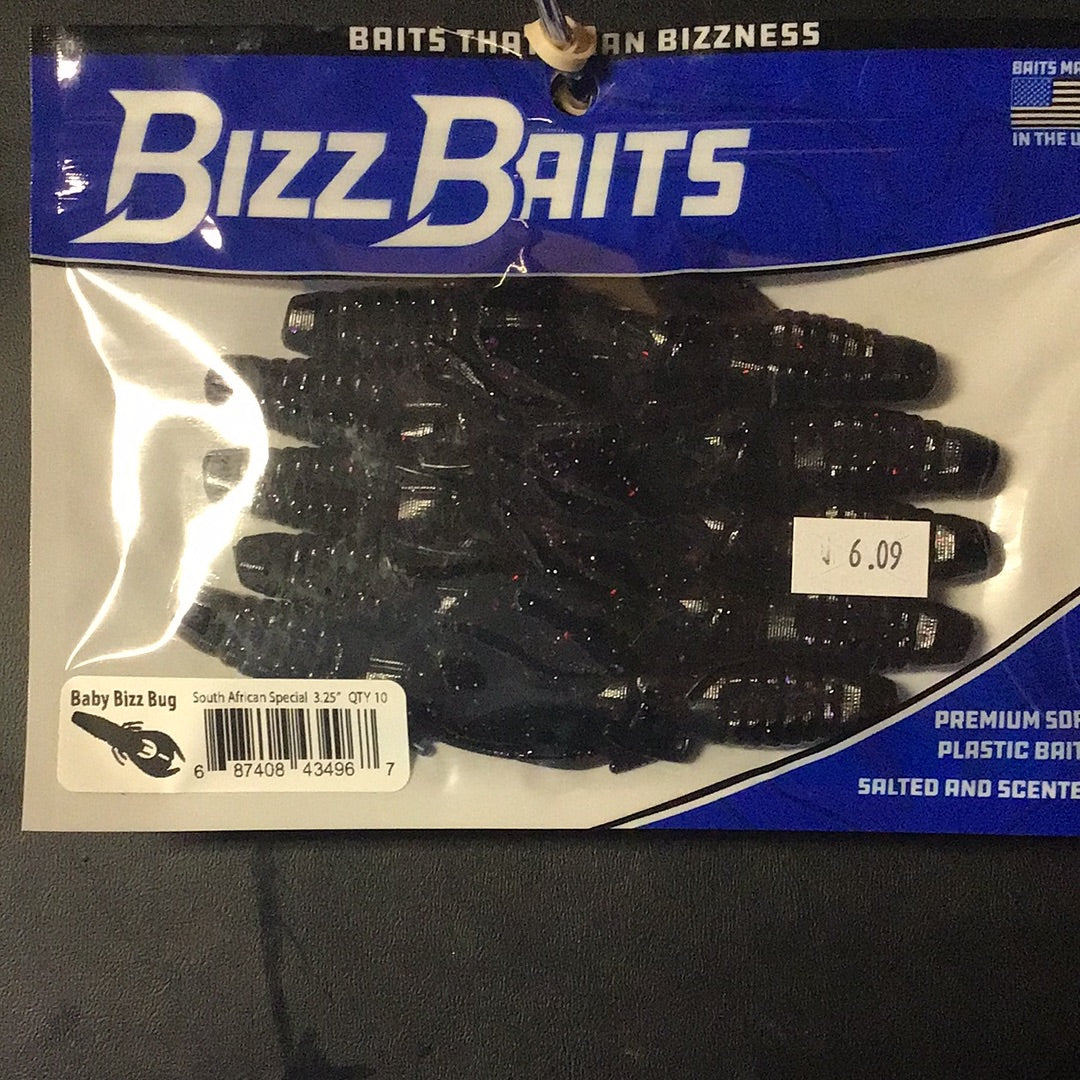 BAITS THA AN BIZZNESS
BIZZ BAITS
BAITS MA
IN THE U
6.09
Baby Bizz Bug
South African Special 3.25" QTY 10
6 87408 43496 7
PREMIUM SOF
PLASTIC BAIT
SALTED AND SCENTE